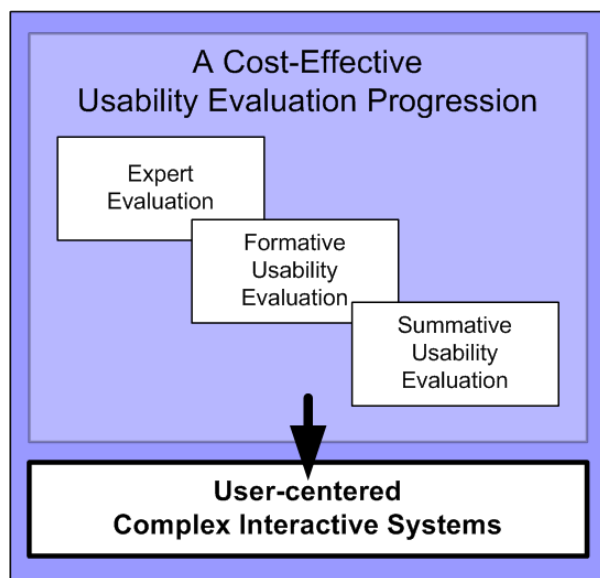 A Cost-Effective
Usability Evaluation Progression
Expert
Evaluation
Formative
Usability
Evaluation
Summative
Usability
Evaluation
User-centered
Complex Interactive Systems